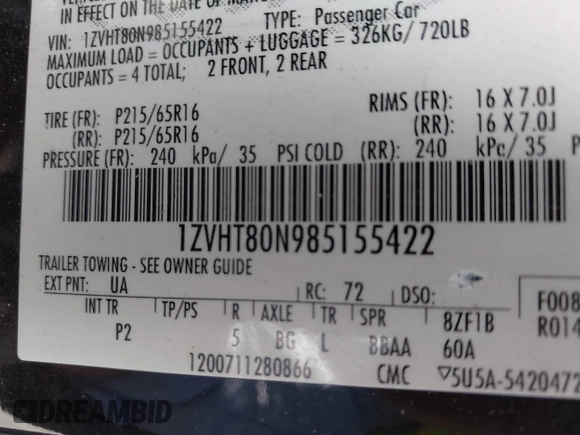 IN EFFECT ON THE DATE OF
VIN: 1ZVHT80N985155422 TYPE: Passenger Car
MAXIMUM LOAD = OCCUPANTS + LUGGAGE = 326KG/ 720LB
OCCUPANTS = 4 TOTAL; 2 FRONT, 2 REAR
TIRE (FR): P215/65R16 RIMS (FR): 16 X 7.0J
(RR): P215/65R16 (RR): 16 X 7.0J
PRESSURE (FR): 240 kPa/ 35 PSI COLD (RR): 240 kPa/ 35
1ZVHT80N985155422
TRAILER TOWING - SEE OWNER GUIDE
EXT PNT: UA RC: 72 DSO:
INT TR TP/PS R AXLE TR SPR 8ZF1B F008
P2 5 BG L BBAA 60A R014
1200711280866 CMC ▽5U5A-5420472
DREAMBID